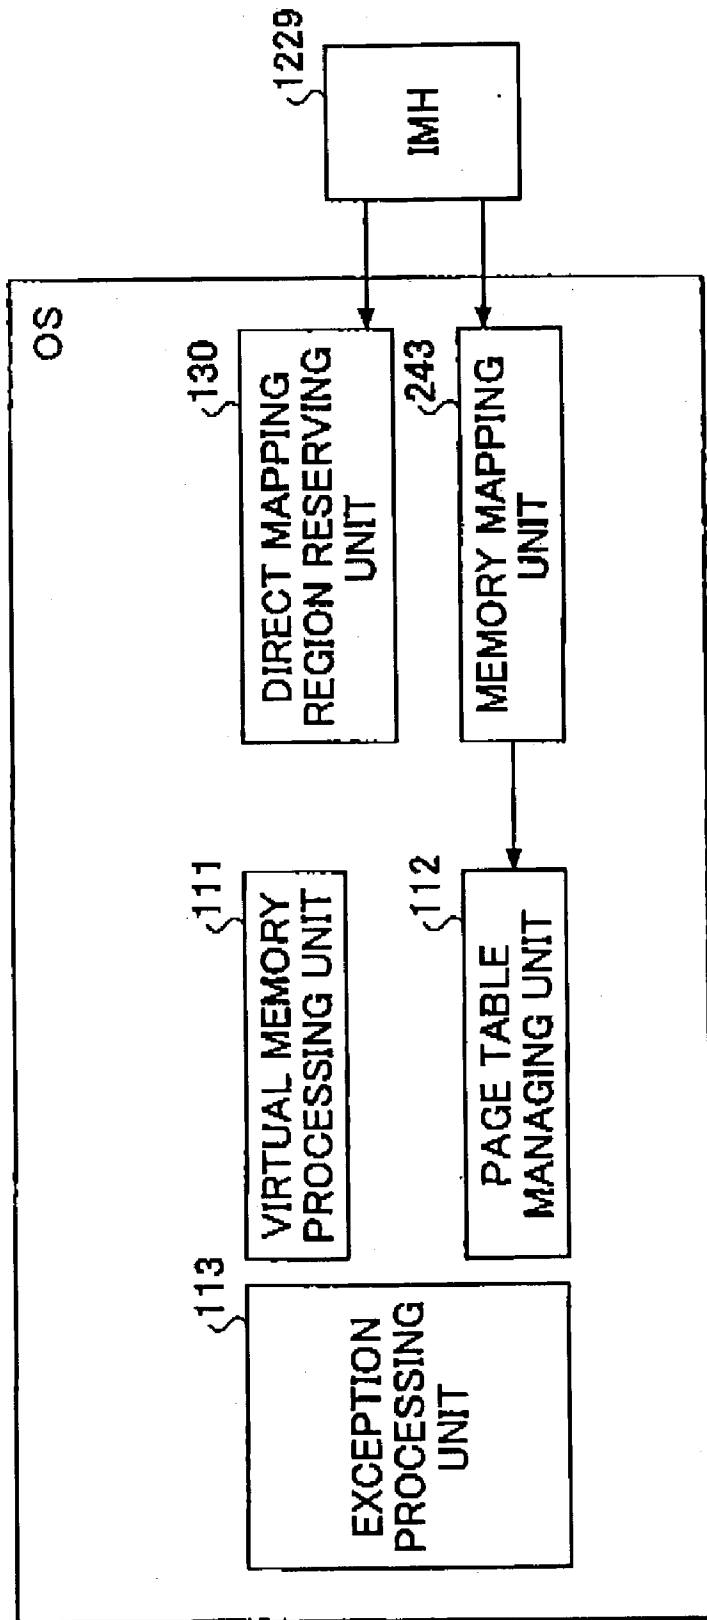 OS
113
EXCEPTION
PROCESSING
UNIT
111
VIRTUAL MEMORY
PROCESSING UNIT
130
DIRECT MAPPING
REGION RESERVING
UNIT
112
PAGE TABLE
MANAGING UNIT
243
MEMORY MAPPING
UNIT
1229
IMH